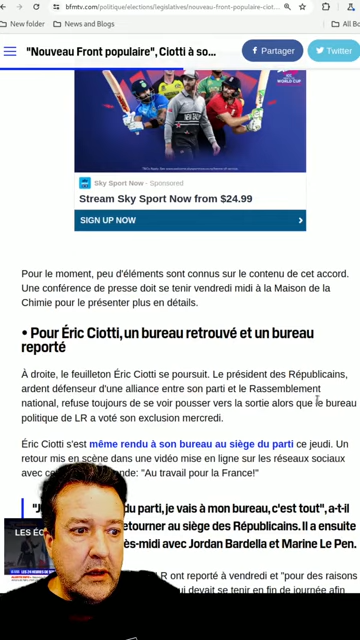 bfmtv.com/politique/elections/legislatives/nouveau-front-populaire-ciot...
New folder
News and Blogs
All Bo
"Nouveau Front populaire", Ciotti à so...
Partager
Twitter
WORLD CUP
Sky Sport Now - Sponsored
Stream Sky Sport Now from $24.99
SIGN UP NOW
Pour le moment, peu d'éléments sont connus sur le contenu de cet accord.
Une conférence de presse doit se tenir vendredi midi à la Maison de la
Chimie pour le présenter plus en détails.
• Pour Éric Ciotti, un bureau retrouvé et un bureau
reporté
À droite, le feuilleton Éric Ciotti se poursuit. Le président des Républicains,
ardent défenseur d'une alliance entre son parti et le Rassemblement
national, refuse toujours de se voir pousser vers la sortie alors que le bureau
politique de LR a voté son exclusion mercredi.
Éric Ciotti s'est même rendu à son bureau au siège du parti ce jeudi. Un
retour mis en scène dans une vidéo mise en ligne sur les réseaux sociaux
avec ce nde: "Au travail pour la France!"
"J du parti, je vais à mon bureau, c'est tout", a-t-il
etourner au siège des Républicains. Il a ensuite
ès-midi avec Jordan Bardella et Marine Le Pen.
LES ÉC
LR ont reporté à vendredi et "pour des raisons
ui devait se tenir en fin de journée afin